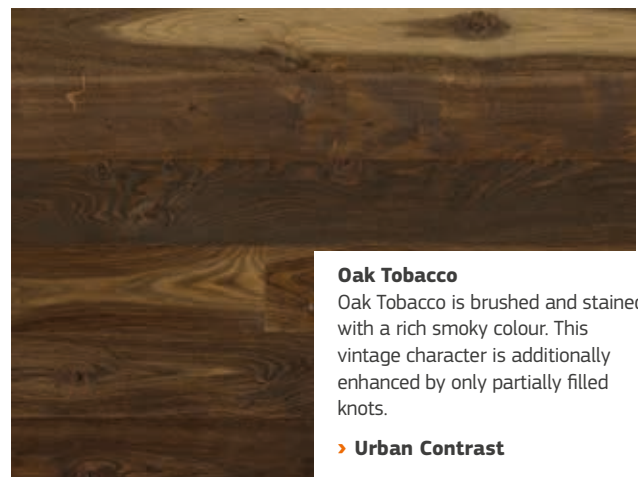 Oak Tobacco
Oak Tobacco is brushed and stained
with a rich smoky colour. This
vintage character is additionally
enhanced by only partially filled
knots.
› Urban Contrast